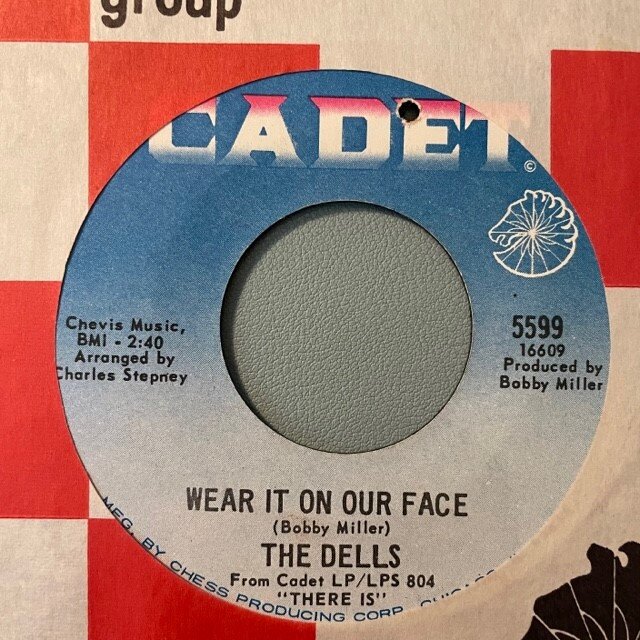 group
CADET
©
Chevis Music,
BMI - 2:40
Arranged by
Charles Stepney
5599
16609
Produced by
Bobby Miller
WEAR IT ON OUR FACE
(Bobby Miller)
THE DELLS
From Cadet LP/LPS 804
"THERE IS"
MFG. BY CHESS PRODUCING CORP.